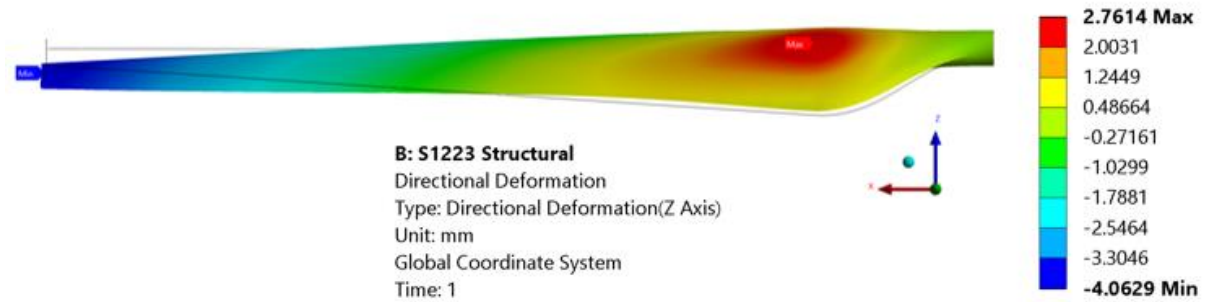 2.7614 Max
2.0031
1.2449
0.48664
-0.27161
-1.0299
-1.7881
-2.5464
-3.3046
-4.0629 Min
Max
Min
B: S1223 Structural
Directional Deformation
Type: Directional Deformation(Z Axis)
Unit: mm
Global Coordinate System
Time: 1
Z
X